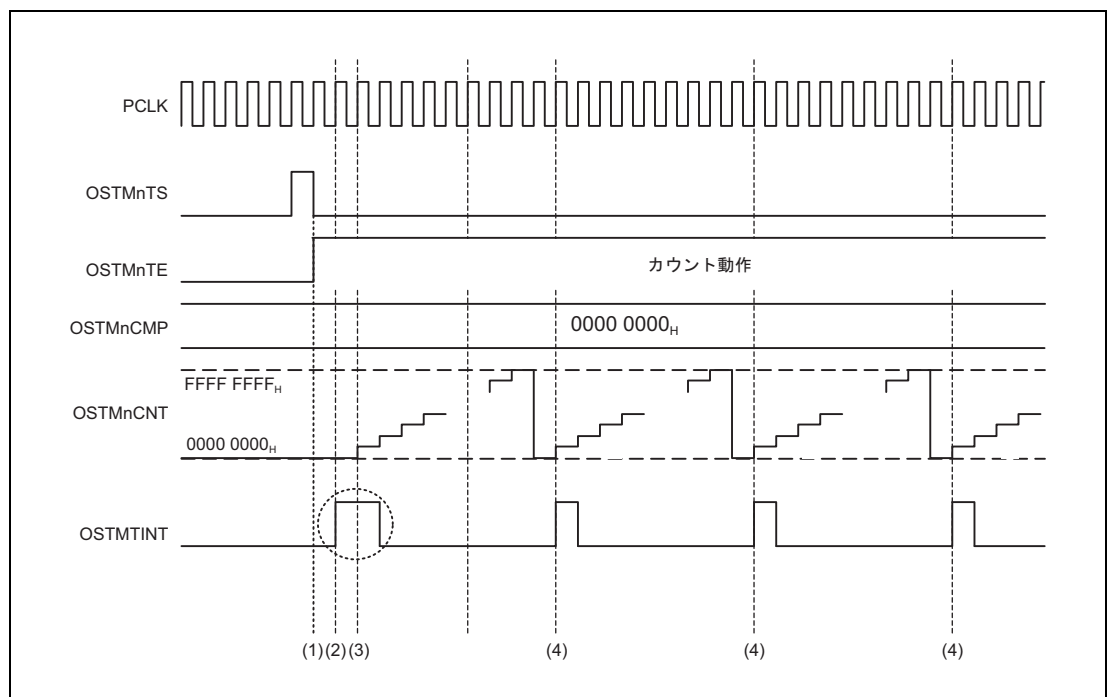 PCLK
OSTMnTS
OSTMnTE
カウント動作
OSTMnCMP
0000 0000H
FFFF FFFFH
OSTMnCNT
0000 0000H
OSTMTINT
(1) (2) (3) (4) (4) (4)